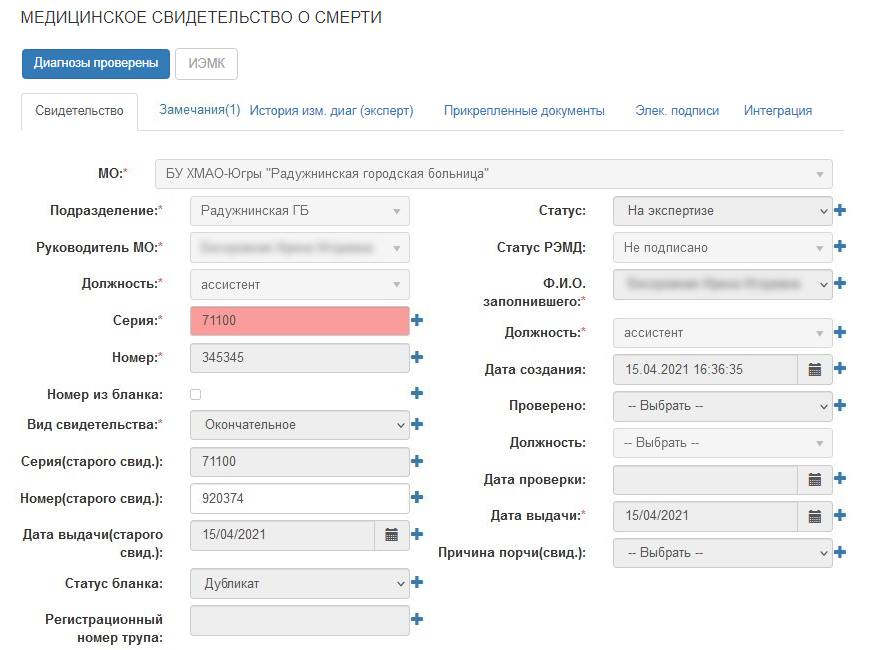 МЕДИЦИНСКОЕ СВИДЕТЕЛЬСТВО О СМЕРТИ
Диагнозы проверены ИЭМК
Свидетельство Замечания(1) История изм. диаг (эксперт) Прикрепленные документы Элек. подписи Интеграция
МО:* БУ ХМАО-Югры "Радужнинская городская больница"
Подразделение:* Радужнинская ГБ
Руководитель МО:*
Должность:* ассистент
Серия:* 71100
Номер:* 345345
Номер из бланка:
Вид свидетельства:* Окончательное
Серия(старого свид.): 71100
Номер(старого свид.): 920374
Дата выдачи(старого
свид.): 15/04/2021
Статус бланка: Дубликат
Регистрационный
номер трупа:
Статус: На экспертизе
Статус РЭМД: Не подписано
Ф.И.О.
заполнившего:*
Должность:* ассистент
Дата создания: 15.04.2021 16:36:35
Проверено: -- Выбрать --
Должность: -- Выбрать --
Дата проверки:
Дата выдачи:* 15/04/2021
Причина порчи(свид.): -- Выбрать --